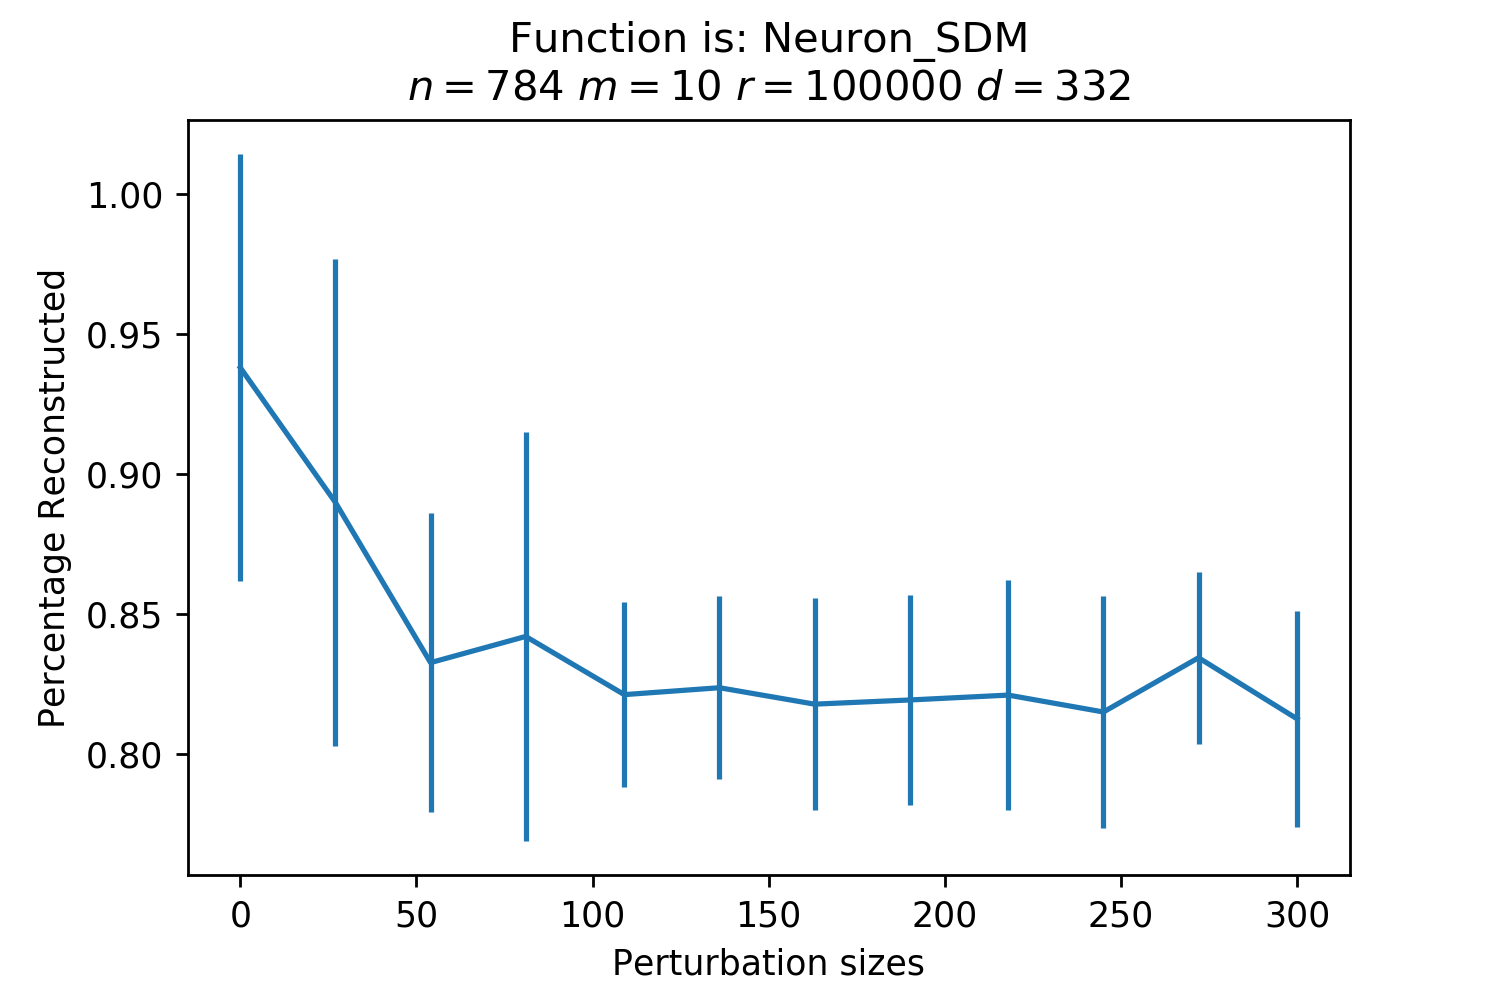 Function is: Neuron_SDM
n = 784 m = 10 r = 100000 d = 332
Percentage Reconstructed
1.00
0.95
0.90
0.85
0.80
0 50 100 150 200 250 300
Perturbation sizes